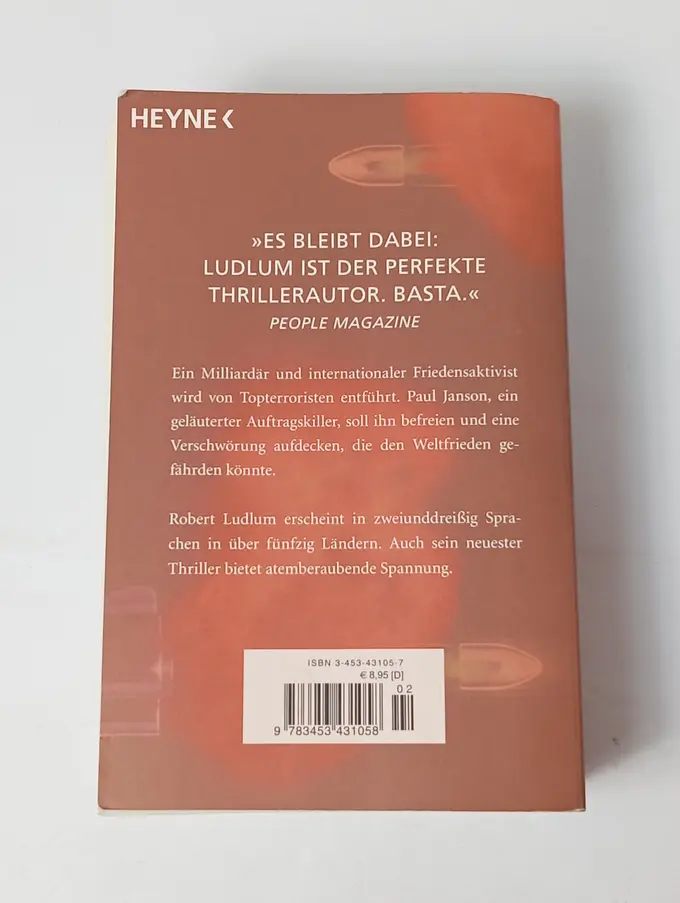 HEYNE
»ES BLEIBT DABEI:
LUDLUM IST DER PERFEKTE
THRILLERAUTOR. BASTA.«
PEOPLE MAGAZINE
Ein Milliardär und internationaler Friedensaktivist
wird von Topterroristen entführt. Paul Janson, ein
geläuterter Auftragskiller, soll ihn befreien und eine
Verschwörung aufdecken, die den Weltfrieden ge-
fährden könnte.
Robert Ludlum erscheint in zweiunddreißig Spra-
chen in über fünfzig Ländern. Auch sein neuester
Thriller bietet atemberaubende Spannung.
ISBN 3-453-43105-7
€ 8,95 [D]
02
9 783453 431058